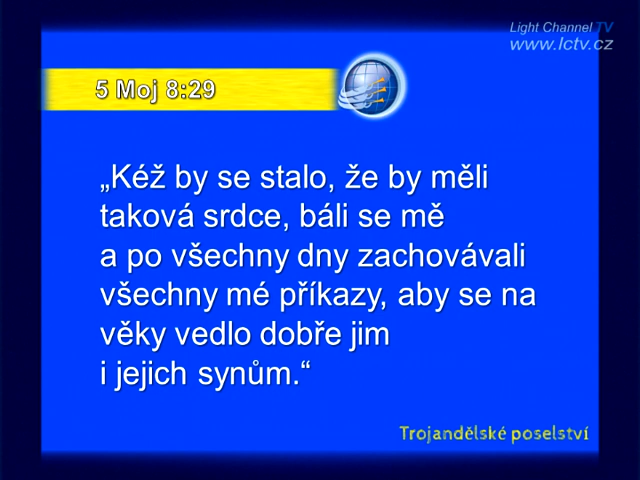 Light Channel TV
www.lctv.cz
5 Moj 8:29
„Kéž by se stalo, že by měli
taková srdce, báli se mě
a po všechny dny zachovávali
všechny mé příkazy, aby se na
věky vedlo dobře jim
i jejich synům.“
Trojandělské poselství